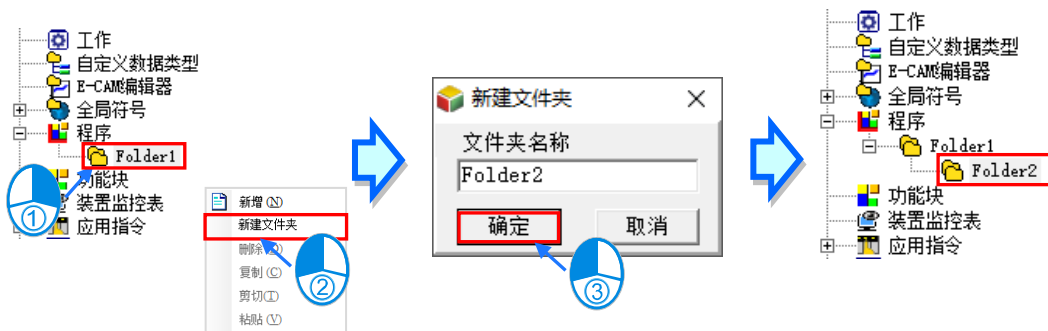 工作
自定义数据类型
E-CAM编辑器
全局符号
程序
Folder1
功能块
装置监控表
应用指令
①
新增(N)
新建文件夹
删除
复制(C)
剪切(T)
粘贴(V)
②
新建文件夹
文件夹名称
Folder2
确定
取消
③
工作
自定义数据类型
E-CAM编辑器
全局符号
程序
Folder1
Folder2
功能块
装置监控表
应用指令